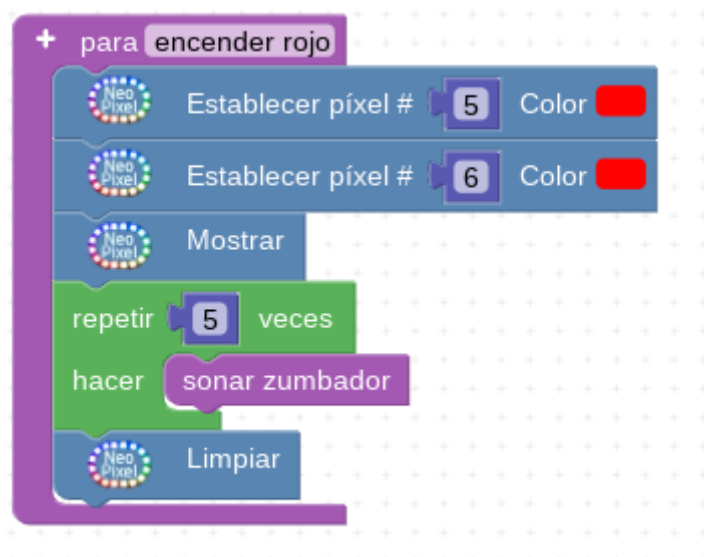 + para encender rojo
Neo Pixel Establecer píxel # 5 Color
Neo Pixel Establecer píxel # 6 Color
Neo Pixel Mostrar
repetir 5 veces
hacer sonar zumbador
Neo Pixel Limpiar